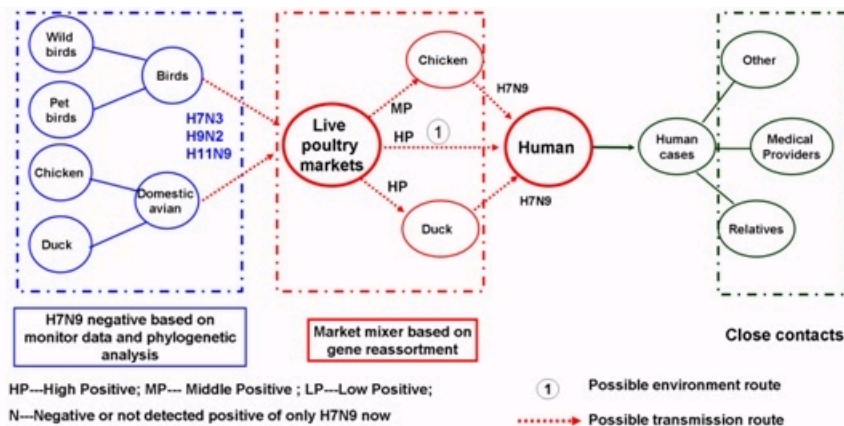 Wild
birds
Birds
Pet
birds
H7N3
H9N2
H11N9
Chicken
Domestic
avian
Duck
Live
poultry
markets
Chicken
MP
H7N9
HP
1
Human
HP
H7N9
Duck
Human
cases
Other
Medical
Providers
Relatives
H7N9 negative based on
monitor data and phylogenetic
analysis
Market mixer based on
gene reassortment
Close contacts
HP---High Positive; MP--- Middle Positive ; LP---Low Positive;
N---Negative or not detected positive of only H7N9 now
1 Possible environment route
Possible transmission route